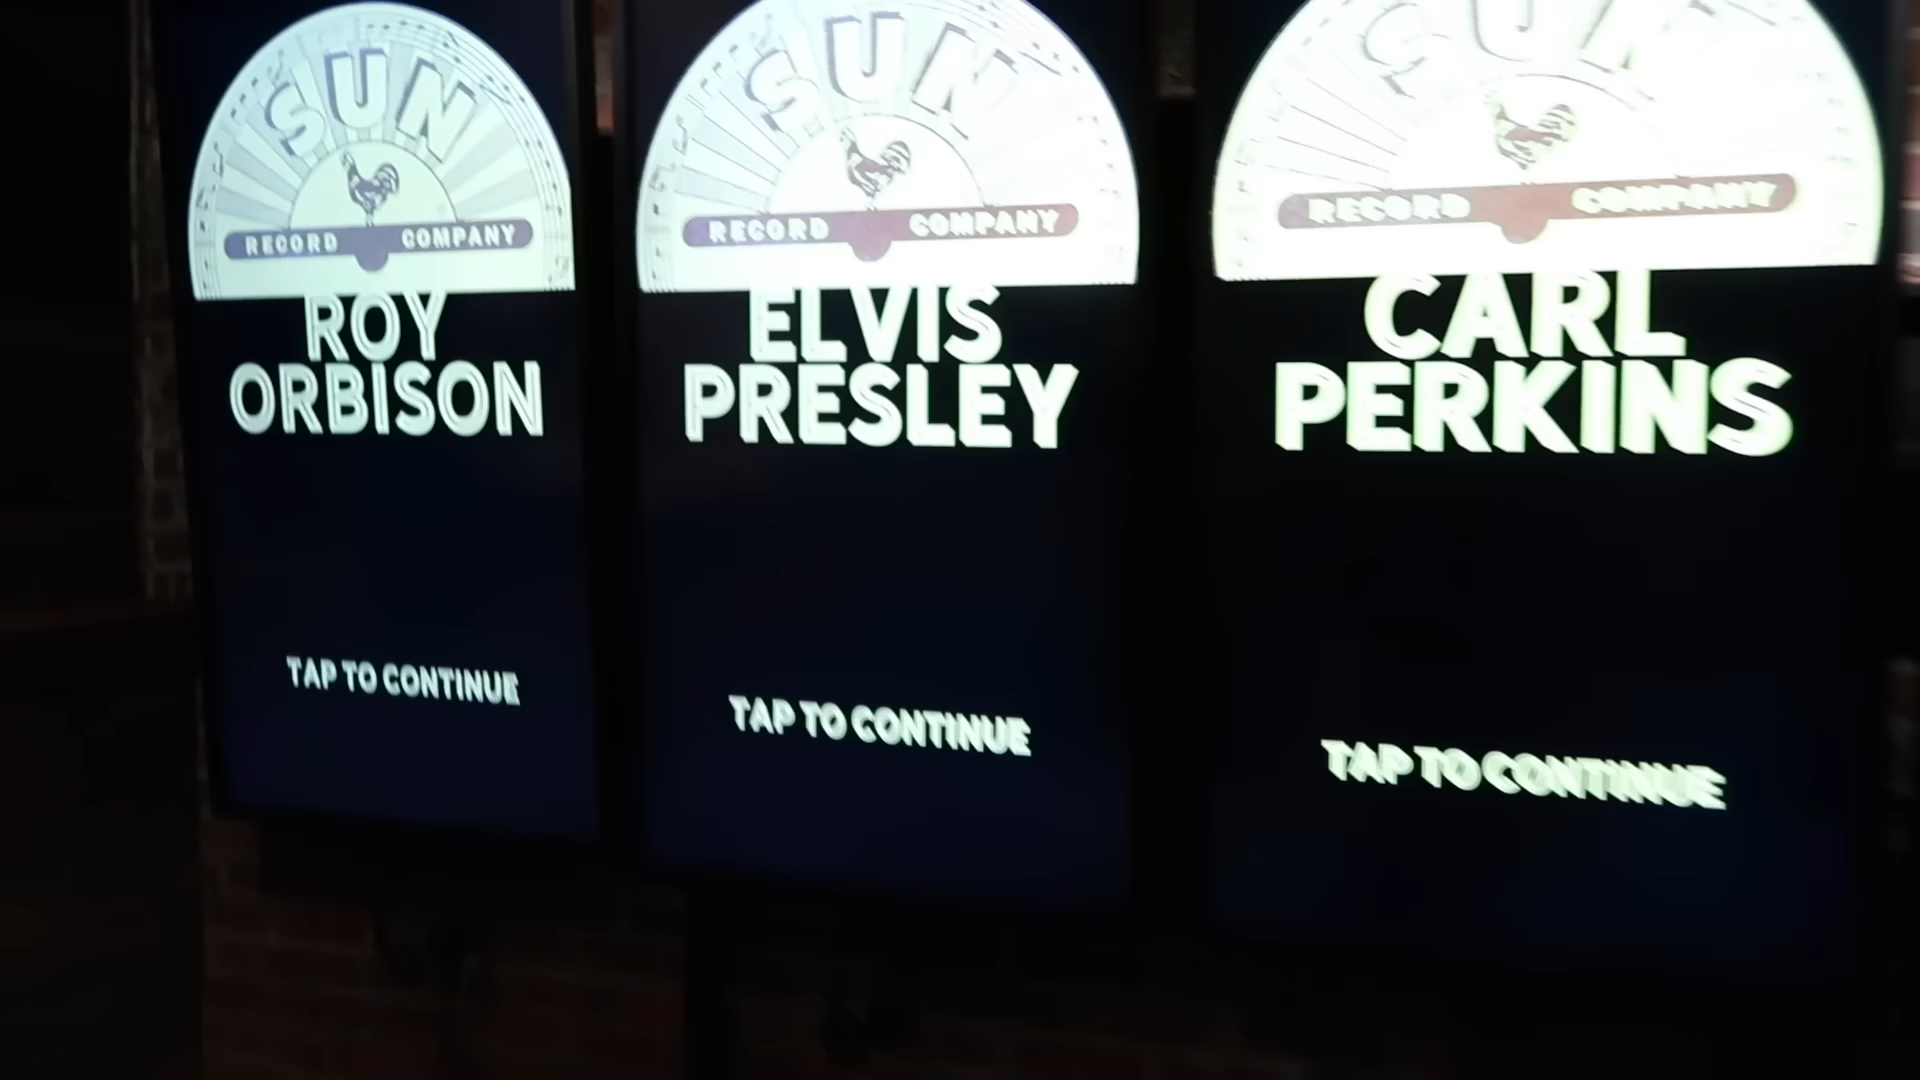 SUN
RECORD COMPANY
ROY
ORBISON
TAP TO CONTINUE
SUN
RECORD COMPANY
ELVIS
PRESLEY
TAP TO CONTINUE
SUN
RECORD COMPANY
CARL
PERKINS
TAP TO CONTINUE